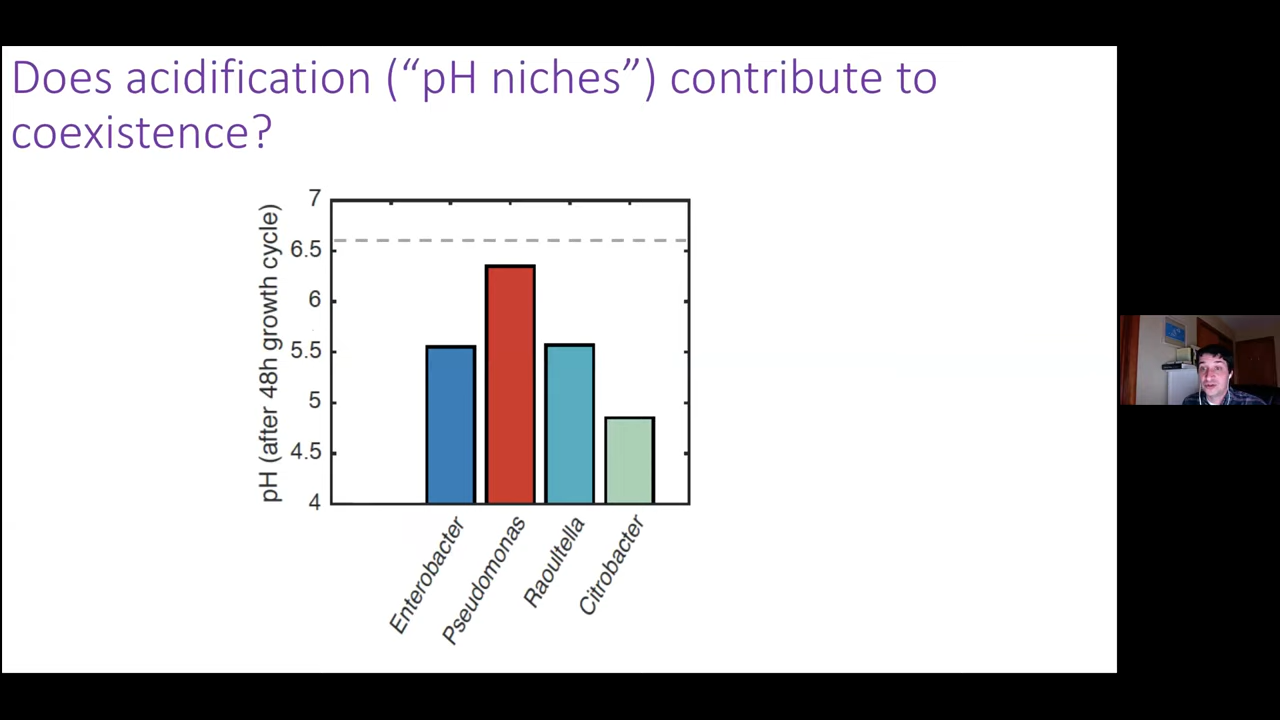 Does acidification (“pH niches”) contribute to
coexistence?
pH (after 48h growth cycle)
7
6.5
6
5.5
5
4.5
4
Enterobacter
Pseudomonas
Raoultella
Citrobacter